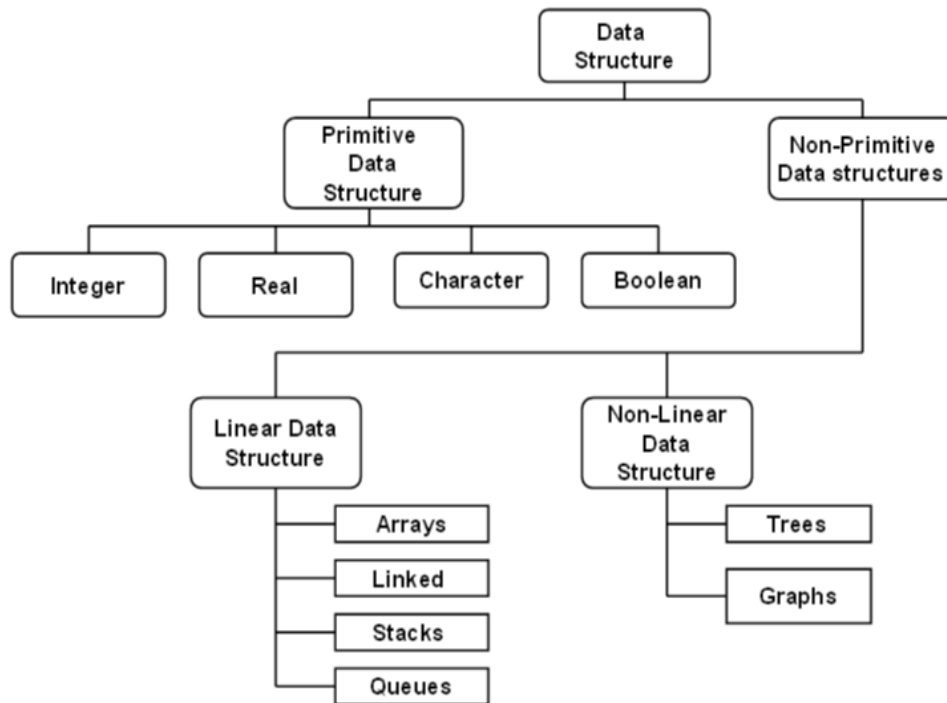 Data
Structure
Primitive
Data
Structure
Non-Primitive
Data structures
Integer
Real
Character
Boolean
Linear Data
Structure
Non-Linear
Data
Structure
Arrays
Linked
Stacks
Queues
Trees
Graphs